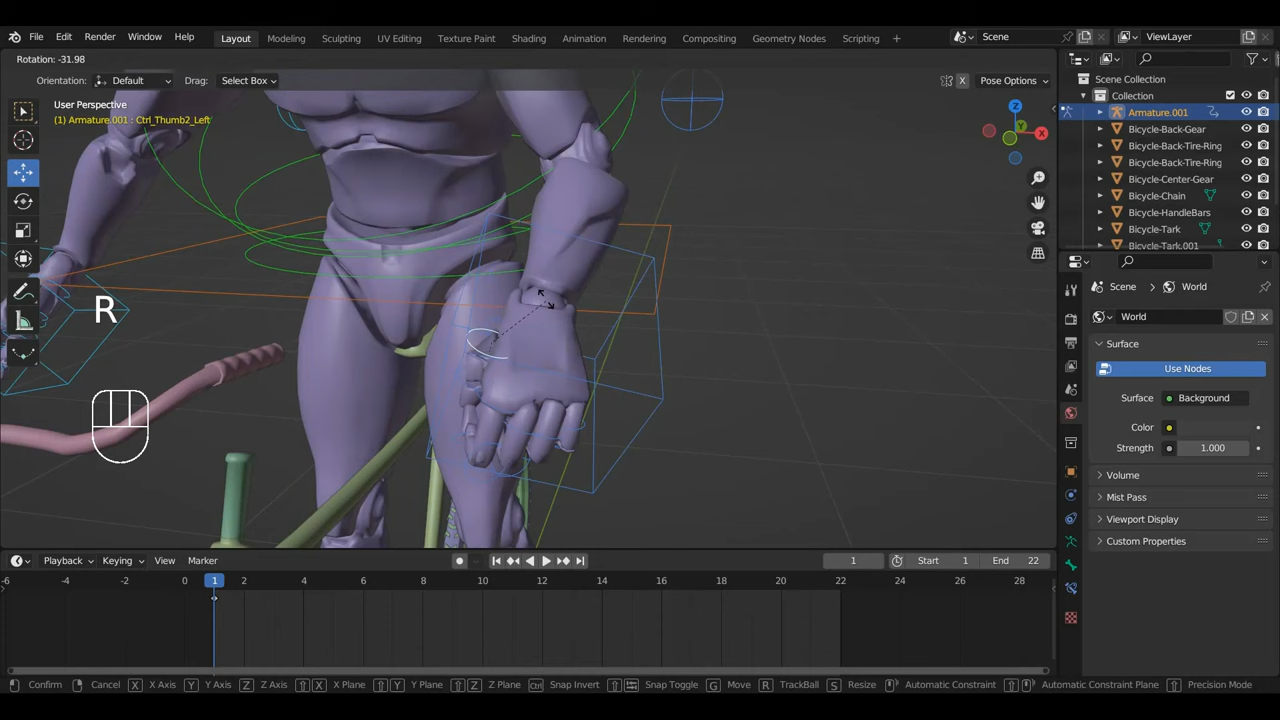 File Edit Render Window Help Layout Modeling Sculpting UV Editing Texture Paint Shading Animation Rendering Compositing Geometry Nodes Scripting + Scene ViewLayer
Rotation: -31.98
Orientation: Default Drag: Select Box X Pose Options
User Perspective
(1) Armature.001 : Ctrl_Thumb2_Left
Z
Y
X
R
Scene Collection
Collection
Armature.001
Bicycle-Back-Gear
Bicycle-Back-Tire-Ring
Bicycle-Back-Tire-Ring
Bicycle-Center-Gear
Bicycle-Chain
Bicycle-HandleBars
Bicycle-Tark
Bicycle-Tark.001
Scene > World
World
Surface
Use Nodes
Surface Background
Color
Strength 1.000
Volume
Mist Pass
Viewport Display
Custom Properties
Playback Keying View Marker 1 Start 1 End 22
-6 -4 -2 0 1 2 4 6 8 10 12 14 16 18 20 22 24 26 28
Confirm Cancel X X Axis Y Y Axis Z Z Axis X X Plane Y Y Plane Z Z Plane Ctrl Snap Invert Snap Toggle G Move R TrackBall S Resize Automatic Constraint Automatic Constraint Plane Precision Mode